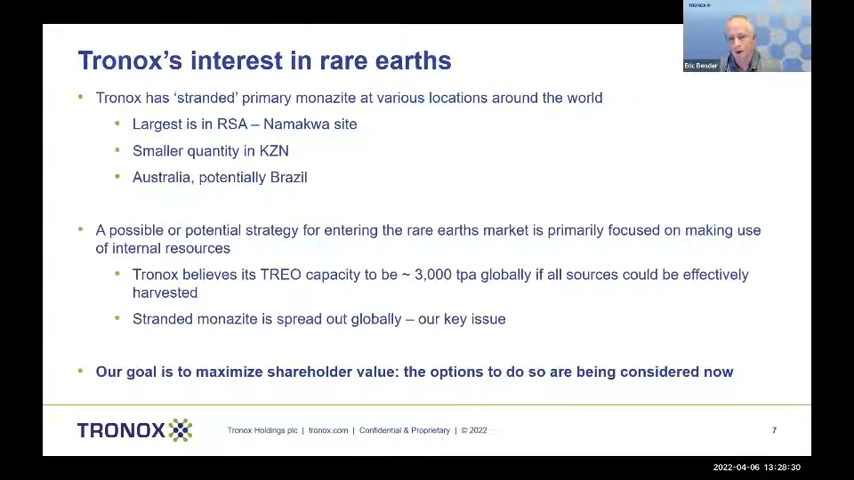 TRONOX
Eric Bender
Tronox's interest in rare earths
• Tronox has 'stranded' primary monazite at various locations around the world
• Largest is in RSA – Namakwa site
• Smaller quantity in KZN
• Australia, potentially Brazil
• A possible or potential strategy for entering the rare earths market is primarily focused on making use
of internal resources
• Tronox believes its TREO capacity to be ~ 3,000 tpa globally if all sources could be effectively
harvested
• Stranded monazite is spread out globally – our key issue
• Our goal is to maximize shareholder value: the options to do so are being considered now
TRONOX
Tronox Holdings plc | tronox.com | Confidential & Proprietary | © 2022
7
2022-04-06 13:28:30